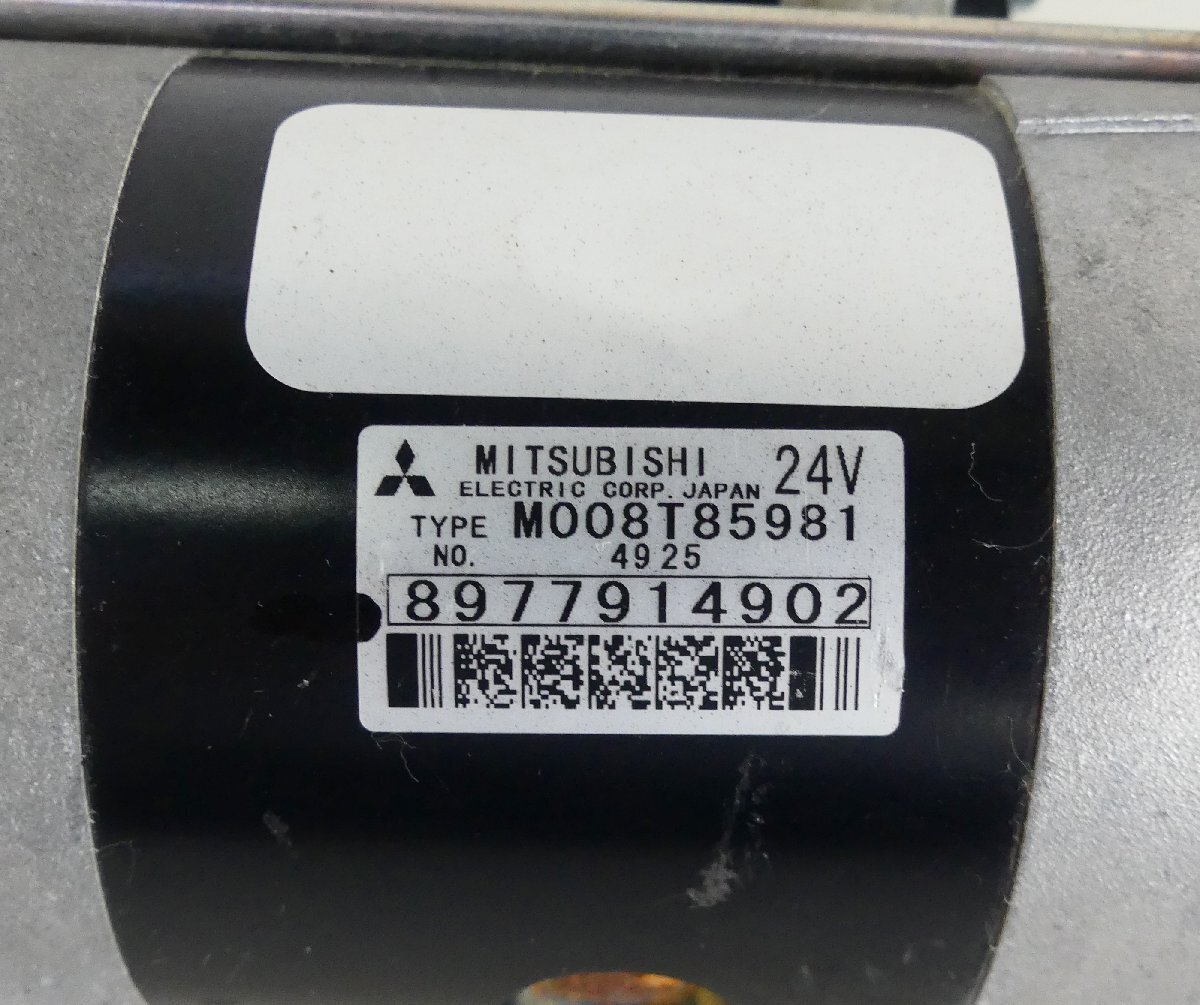 MITSUBISHI 24V
ELECTRIC CORP. JAPAN
TYPE M008T85981
NO. 4925
8977914902